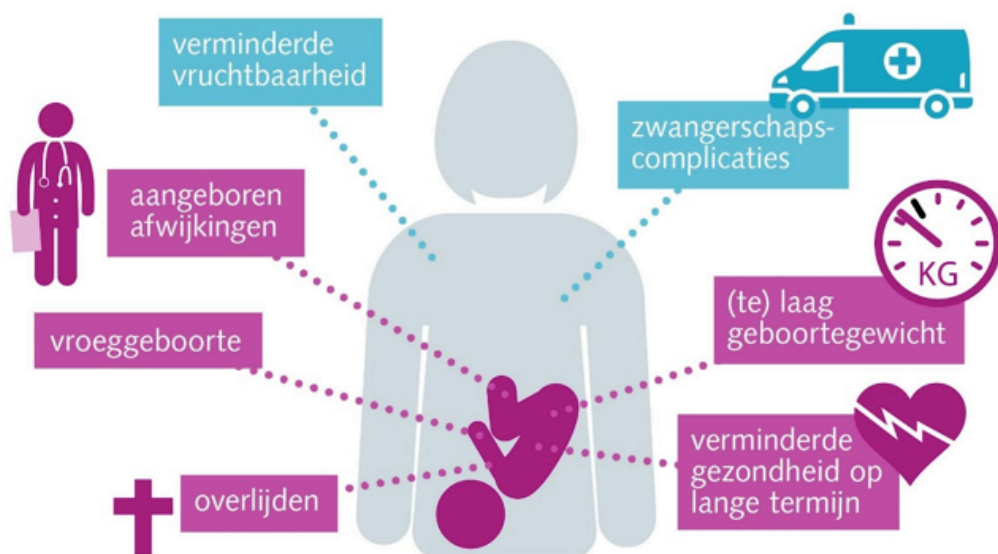 verminderde
vruchtbaarheid
zwangerschaps-
complicaties
aangeboren
afwijkingen
KG
(te) laag
geboortegewicht
vroeggeboorte
verminderde
gezondheid op
lange termijn
overlijden